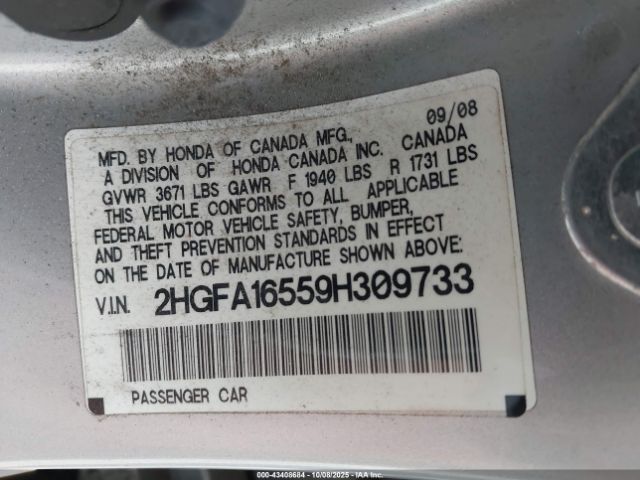 09/08
MFD. BY HONDA OF CANADA MFG.,
A DIVISION OF HONDA CANADA INC. CANADA
GVWR 3671 LBS GAWR F 1940 LBS R 1731 LBS
THIS VEHICLE CONFORMS TO ALL APPLICABLE
FEDERAL MOTOR VEHICLE SAFETY, BUMPER,
AND THEFT PREVENTION STANDARDS IN EFFECT
ON THE DATE OF MANUFACTURE SHOWN ABOVE:
V.I.N. 2HGFA16559H309733
PASSENGER CAR
000-43408684 - 10/08/2025 - IAA Inc.